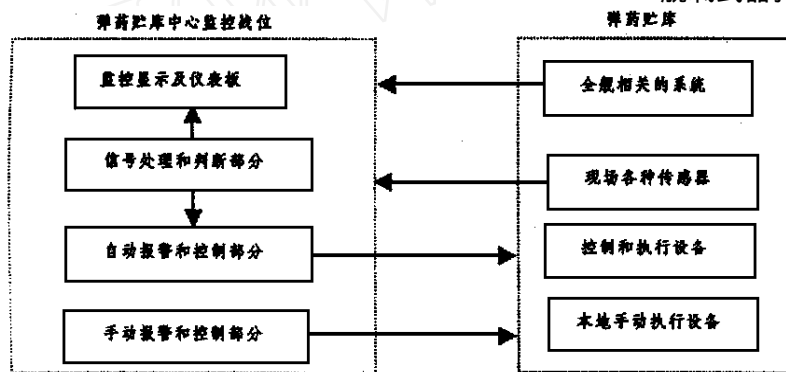 弹药贮库中心监控战位
监控显示及仪表板
信号处理和判断部分
自动报警和控制部分
手动报警和控制部分
弹药贮库
全舰相关的系统
现场各种传感器
控制和执行设备
本地手动执行设备